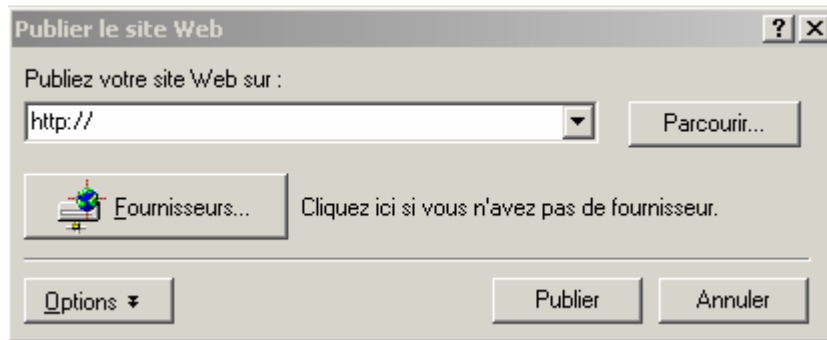 Publier le site Web
Publiez votre site Web sur :
http://
Parcourir...
Fournisseurs...
Cliquez ici si vous n'avez pas de fournisseur.
Options
Publier
Annuler